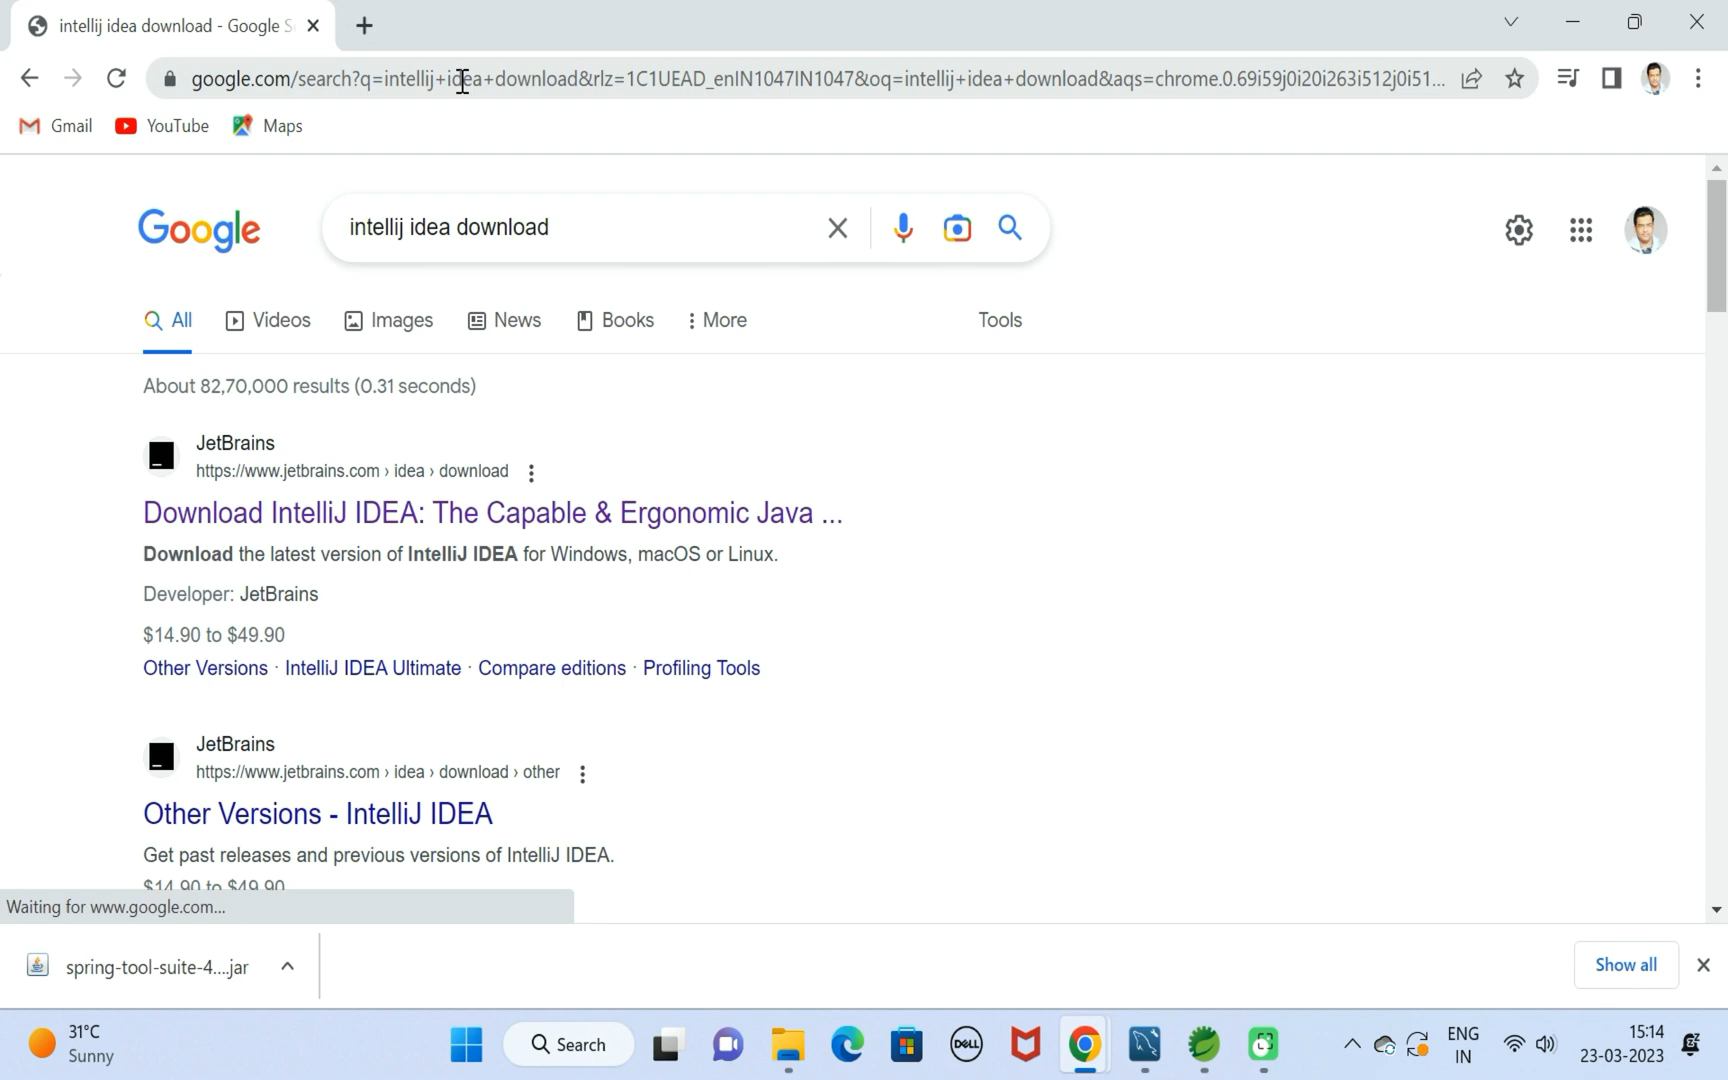 intellij idea download - Google S
google.com/search?q=intellij+idea+download&rlz=1C1UEAD_enIN1047IN1047&oq=intellij+idea+download&aqs=chrome.0.69i59j0i20i263i512j0i51...
Gmail YouTube Maps
Google
intellij idea download
All Videos Images News Books More Tools
About 82,70,000 results (0.31 seconds)
JetBrains
https://www.jetbrains.com › idea › download
Download IntelliJ IDEA: The Capable & Ergonomic Java ...
Download the latest version of IntelliJ IDEA for Windows, macOS or Linux.
Developer: JetBrains
$14.90 to $49.90
Other Versions · IntelliJ IDEA Ultimate · Compare editions · Profiling Tools
JetBrains
https://www.jetbrains.com › idea › download › other
Other Versions - IntelliJ IDEA
Get past releases and previous versions of IntelliJ IDEA.
$14.90 to $49.90
Waiting for www.google.com...
spring-tool-suite-4....jar
Show all
31°C
Sunny
Search
DELL
ENG
IN
15:14
23-03-2023